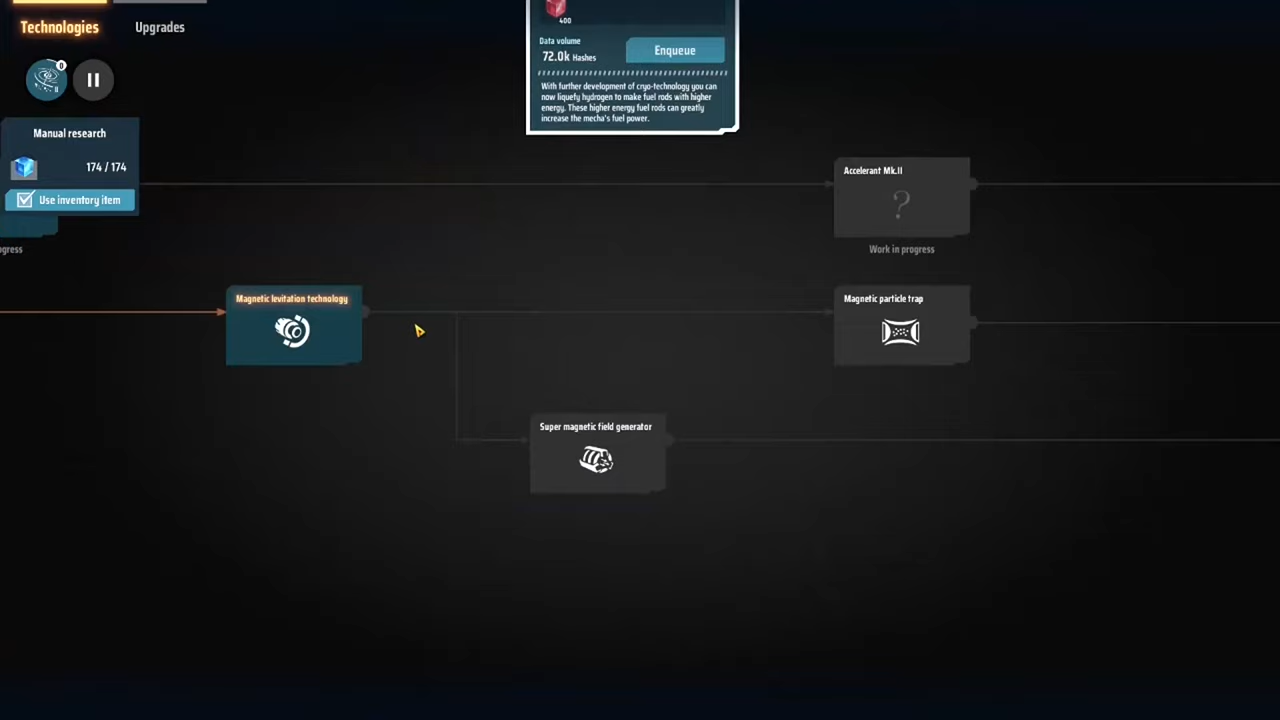 Technologies
Upgrades
0
II
Manual research
174 / 174
Use inventory item
400
Data volume
72.0k Hashes
Enqueue
With further development of cryo-technology you can
now liquefy hydrogen to make fuel rods with higher
energy. These higher energy fuel rods can greatly
increase the mecha's fuel power.
Accelerant Mk.II
?
Work in progress
ogress
Magnetic levitation technology
Magnetic particle trap
Super magnetic field generator